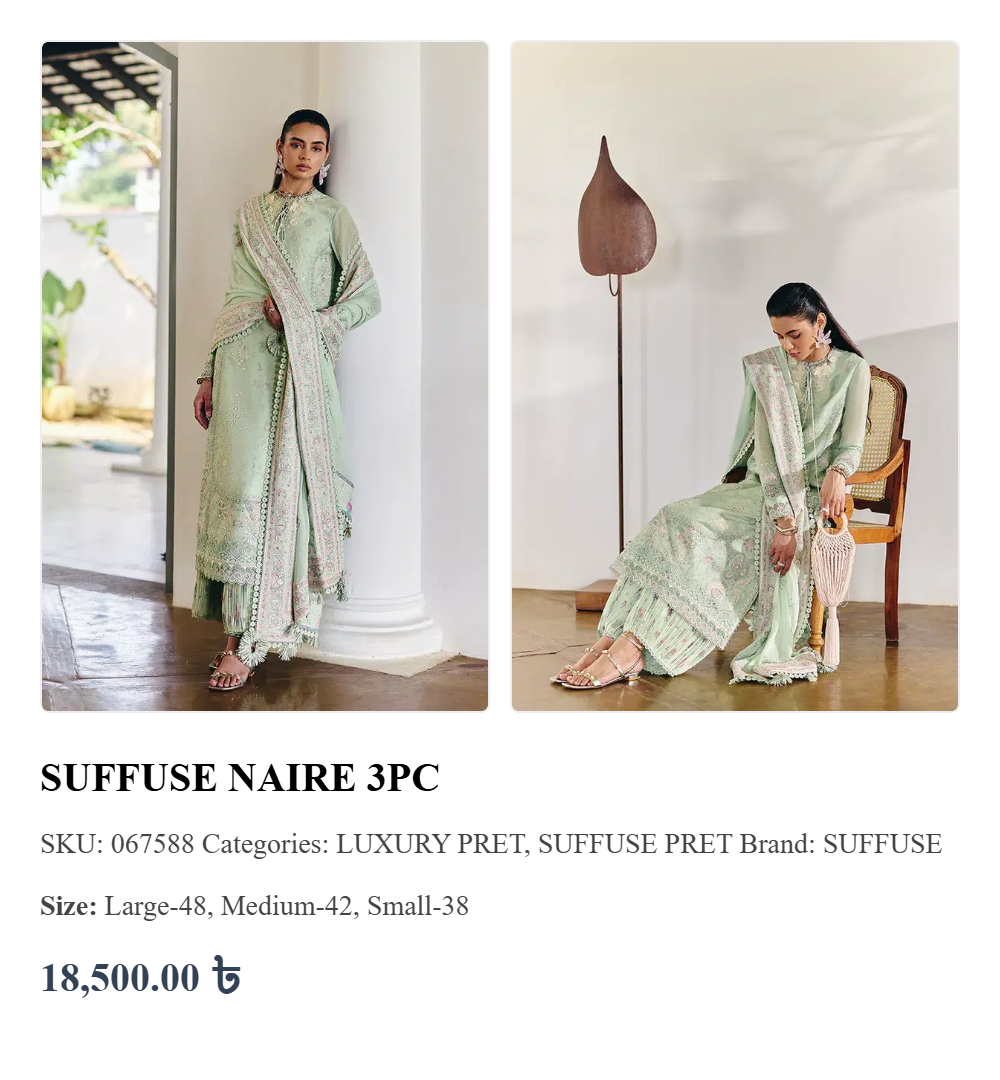 SUFFUSE NAIRE 3PC
SKU: 067588 Categories: LUXURY PRET, SUFFUSE PRET Brand: SUFFUSE
Size: Large-48, Medium-42, Small-38
18,500.00 ৳